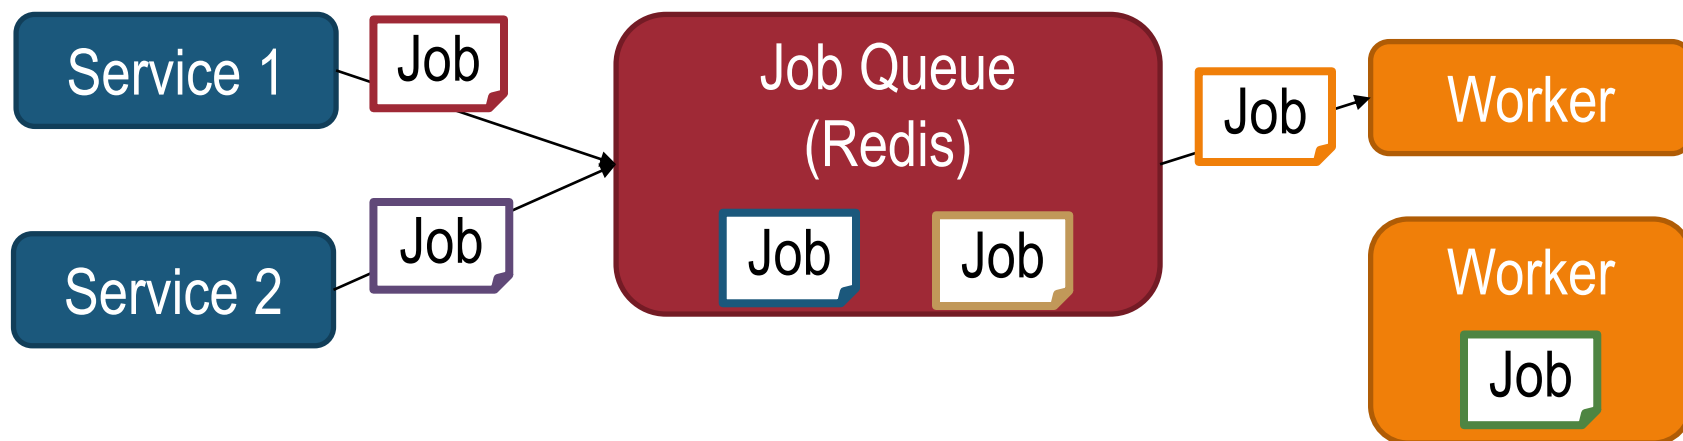 Service 1
Job
Service 2
Job
Job Queue
(Redis)
Job
Job
Job
Worker
Worker
Job